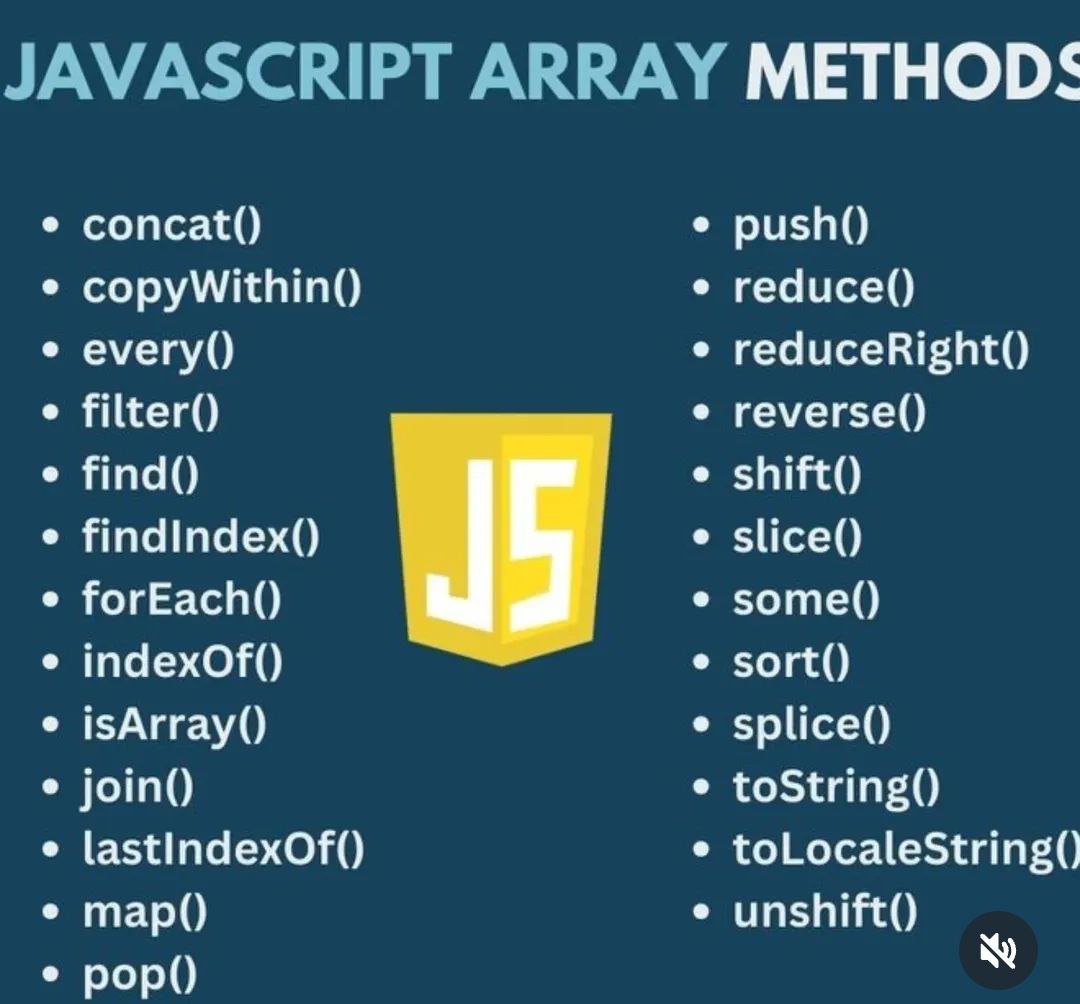 JAVASCRIPT ARRAY METHODS
• concat()
• copyWithin()
• every()
• filter()
• find()
• findIndex()
• forEach()
• indexOf()
• isArray()
• join()
• lastIndexOf()
• map()
• pop()
JS
• push()
• reduce()
• reduceRight()
• reverse()
• shift()
• slice()
• some()
• sort()
• splice()
• toString()
• toLocaleString()
• unshift()